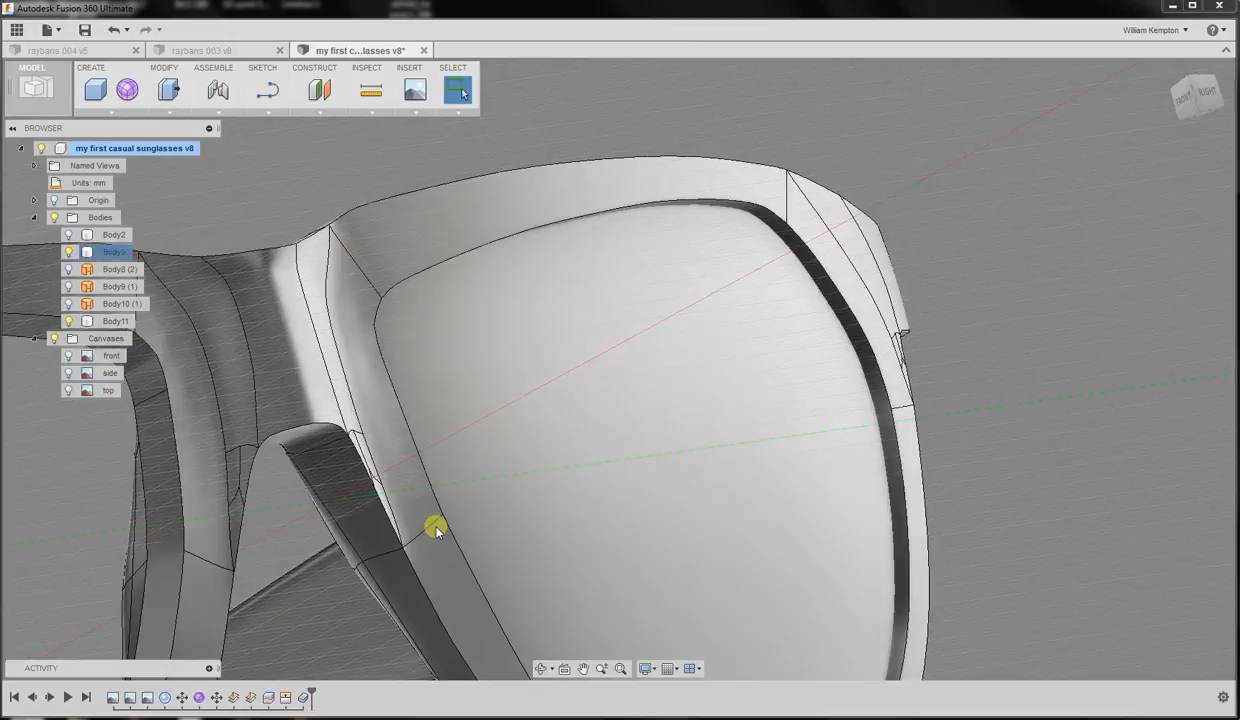 Autodesk Fusion 360 Ultimate
William Kempton
raybans 004 v5
raybans 003 v8
my first c...lasses v8*
MODEL
CREATE
MODIFY
ASSEMBLE
SKETCH
CONSTRUCT
INSPECT
INSERT
SELECT
FRONT
RIGHT
BROWSER
my first casual sunglasses v8
Named Views
Units: mm
Origin
Bodies
Body2
Body8 (2)
Body9 (1)
Body10 (1)
Body11
Canvases
front
side
top
ACTIVITY